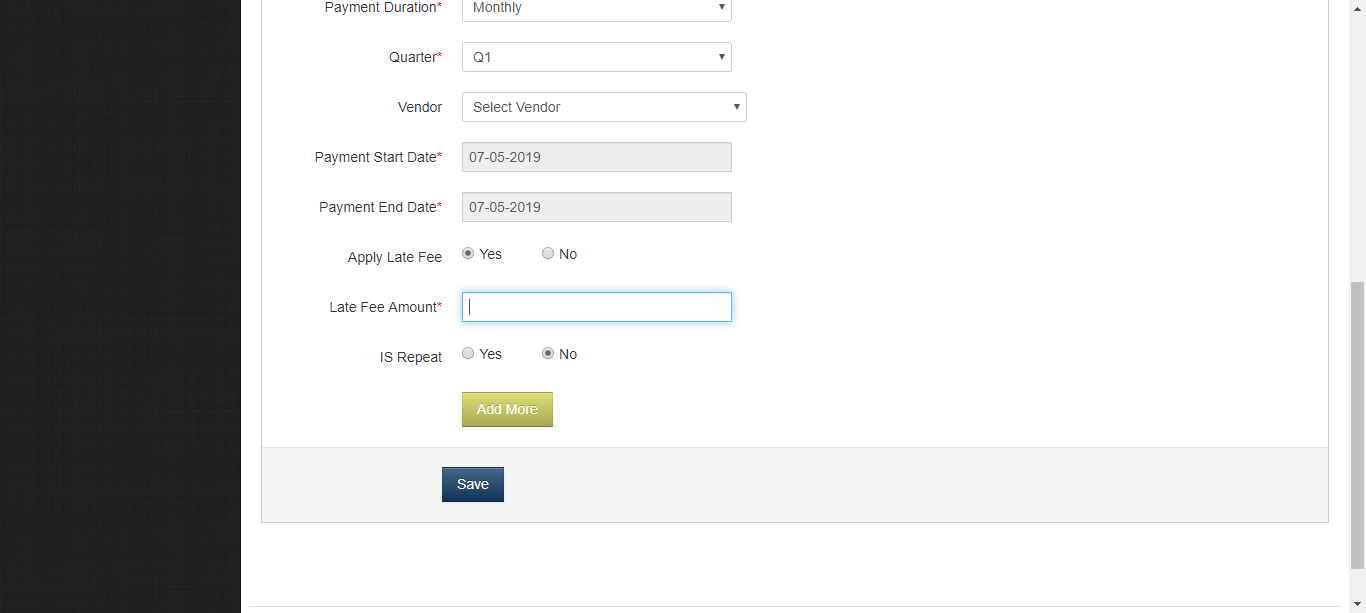 Payment Duration* Monthly
Quarter* Q1
Vendor Select Vendor
Payment Start Date* 07-05-2019
Payment End Date* 07-05-2019
Apply Late Fee Yes No
Late Fee Amount*
IS Repeat Yes No
Add More
Save